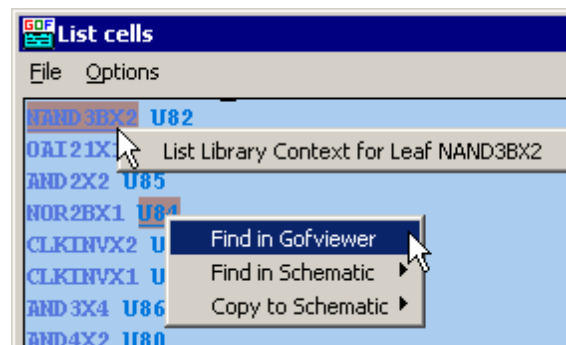 GOF List cells
File Options
NAND3BX2 U82
OAI21X
List Library Context for Leaf NAND3BX2
AND2X2 U85
NOR2BX1 U84
Find in Gofviewer
CLKINVX2 U
Find in Schematic
CLKINVX1 U
Copy to Schematic
AND3X4 U86
AND4X2 U80